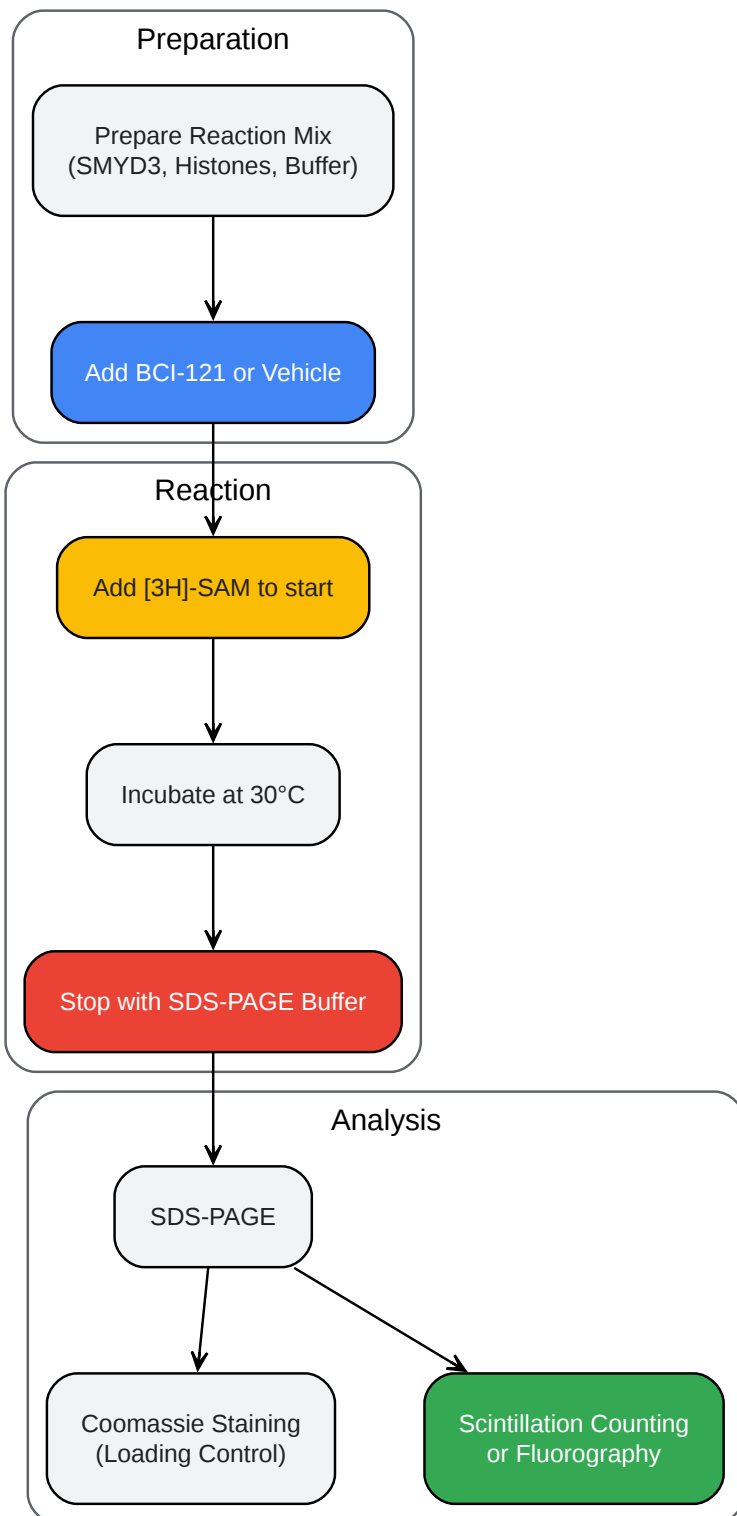 Preparation
Prepare Reaction Mix
(SMYD3, Histones, Buffer)
Add BCI-121 or Vehicle
Reaction
Add [3H]-SAM to start
Incubate at 30°C
Stop with SDS-PAGE Buffer
Analysis
SDS-PAGE
Coomassie Staining
(Loading Control)
Scintillation Counting
or Fluorography